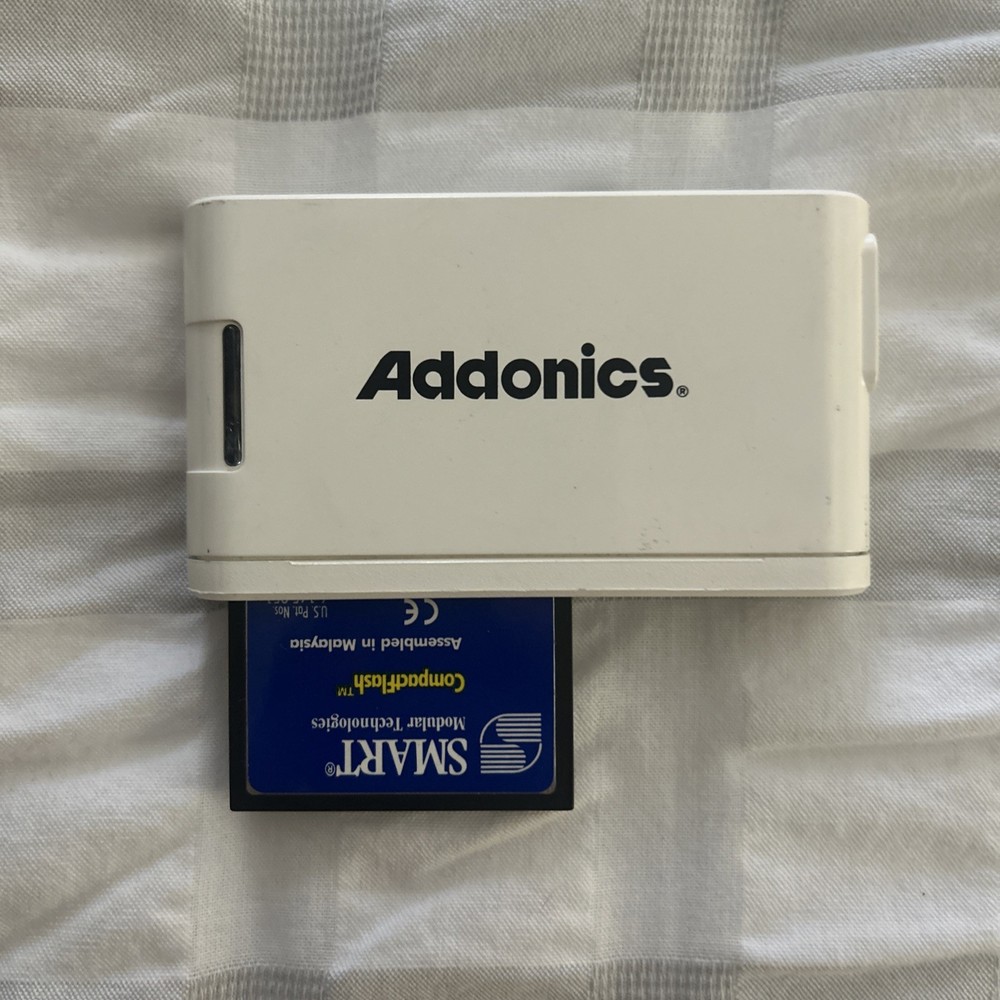 Addonics®
SMART®
Modular Technologies
CompactFlash™
Assembled in Malaysia
CE
U.S. Pat. Nos.